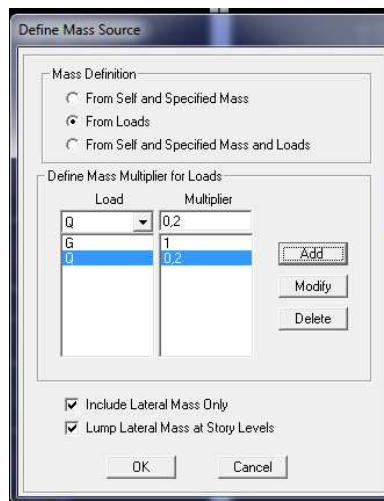 Define Mass Source
Mass Definition
From Self and Specified Mass
From Loads
From Self and Specified Mass and Loads
Define Mass Multiplier for Loads
Load Multiplier
Q 0,2
G 1
Q 0,2
Add
Modify
Delete
Include Lateral Mass Only
Lump Lateral Mass at Story Levels
OK Cancel